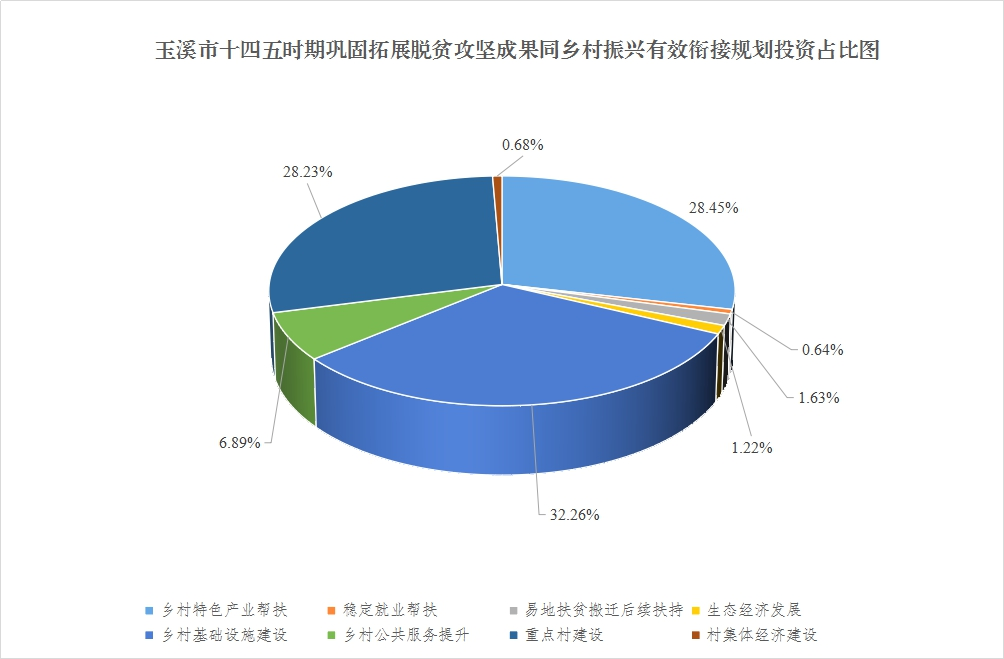 玉溪市十四五时期巩固拓展脱贫攻坚成果同乡村振兴有效衔接规划投资占比图
0.68%
28.23%
28.45%
0.64%
1.63%
6.89%
1.22%
32.26%
乡村特色产业帮扶 稳定就业帮扶 易地扶贫搬迁后续扶持 生态经济发展
乡村基础设施建设 乡村公共服务提升 重点村建设 村集体经济建设